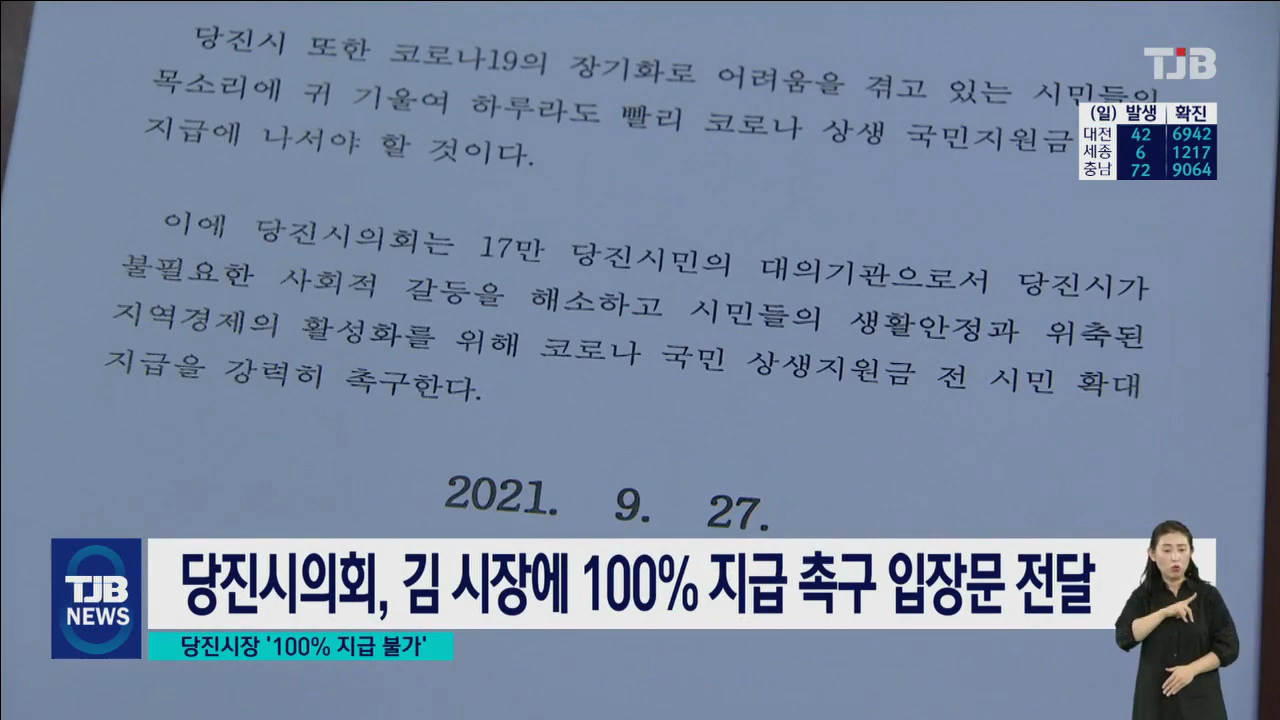 당진시 또한 코로나19의 장기화로 어려움을 겪고 있는 시민들의
목소리에 귀 기울여 하루라도 빨리 코로나 상생 국민지원금
지급에 나서야 할 것이다.
이에 당진시의회는 17만 당진시민의 대의기관으로서 당진시가
불필요한 사회적 갈등을 해소하고 시민들의 생활안정과 위축된
지역경제의 활성화를 위해 코로나 국민 상생지원금 전 시민 확대
지급을 강력히 촉구한다.
2021. 9. 27.
TJB
(일) 발생 확진
대전 42 6942
세종 6 1217
충남 72 9064
TJB
NEWS
당진시의회, 김 시장에 100% 지급 촉구 입장문 전달
당진시장 '100% 지급 불가'